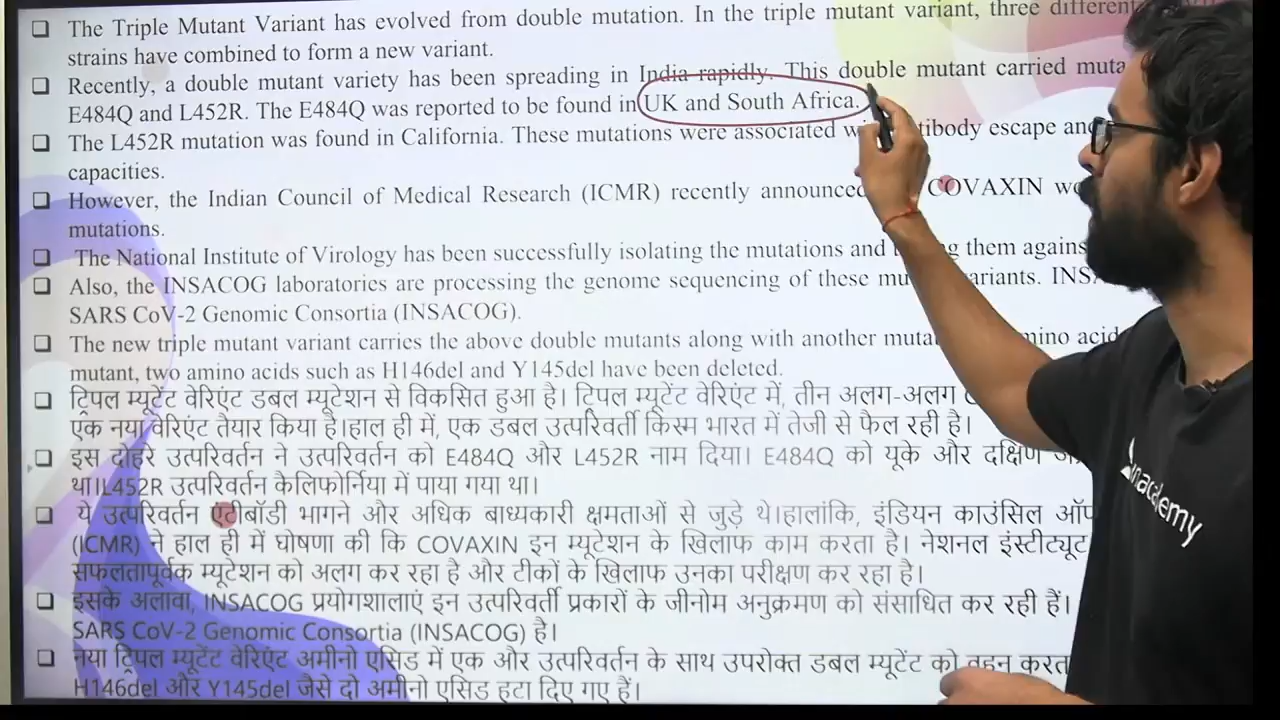 The Triple Mutant Variant has evolved from double mutation. In the triple mutant variant, three different
strains have combined to form a new variant.
Recently, a double mutant variety has been spreading in India rapidly. This double mutant carried
E484Q and L452R. The E484Q was reported to be found in UK and South Africa.
The L452R mutation was found in California. These mutations were associated escape
capacities.
However, the Indian Council of Medical Research (ICMR) recently announced COVAXIN
mutations.
The National Institute of Virology has been successfully isolating the mutations and them
Also, the INSACOG laboratories are processing the genome sequencing of these
SARS CoV-2 Genomic Consortia (INSACOG).
The new triple mutant variant carries the above double mutants along with another
mutant, two amino acids such as H146del and Y145del have been deleted.
ट्रिपल म्यूटेंट वेरिएंट डबल म्यूटेशन से विकसित हुआ है। ट्रिपल म्यूटेंट वेरिएंट में, तीन अलग-अलग
एक नया वेरिएंट तैयार किया है।हाल ही में, एक डबल उत्परिवर्ती किस्म भारत में तेजी से फैल रही है।
इस दोहरे उत्परिवर्तन ने उत्परिवर्तन को E484Q और L452R नाम दिया। E484Q को यूके और दक्षिण
था।L452R उत्परिवर्तन कैलिफोर्निया में पाया गया था।
ये उत्परिवर्तन एंटीबॉडी भागने और अधिक बाध्यकारी क्षमताओं से जुड़े थे।हालांकि, इंडियन काउंसिल ऑफ
(ICMR) ने हाल ही में घोषणा की कि COVAXIN इन म्यूटेशन के खिलाफ काम करता है। नेशनल इंस्टीट्यूट
सफलतापूर्वक म्यूटेशन को अलग कर रहा है और टीकों के खिलाफ उनका परीक्षण कर रहा है।
इसके अलावा, INSACOG प्रयोगशालाएं इन उत्परिवर्ती प्रकारों के जीनोम अनुक्रमण को संसाधित कर रही हैं।
SARS CoV-2 Genomic Consortia (INSACOG) है।
नया ट्रिपल म्यूटेंट वेरिएंट अमीनो एसिड में एक और उत्परिवर्तन के साथ उपरोक्त डबल म्यूटेंट को वहन
H146del और Y145del जैसे दो अमीनो एसिड हटा दिए गए हैं।
unacademy